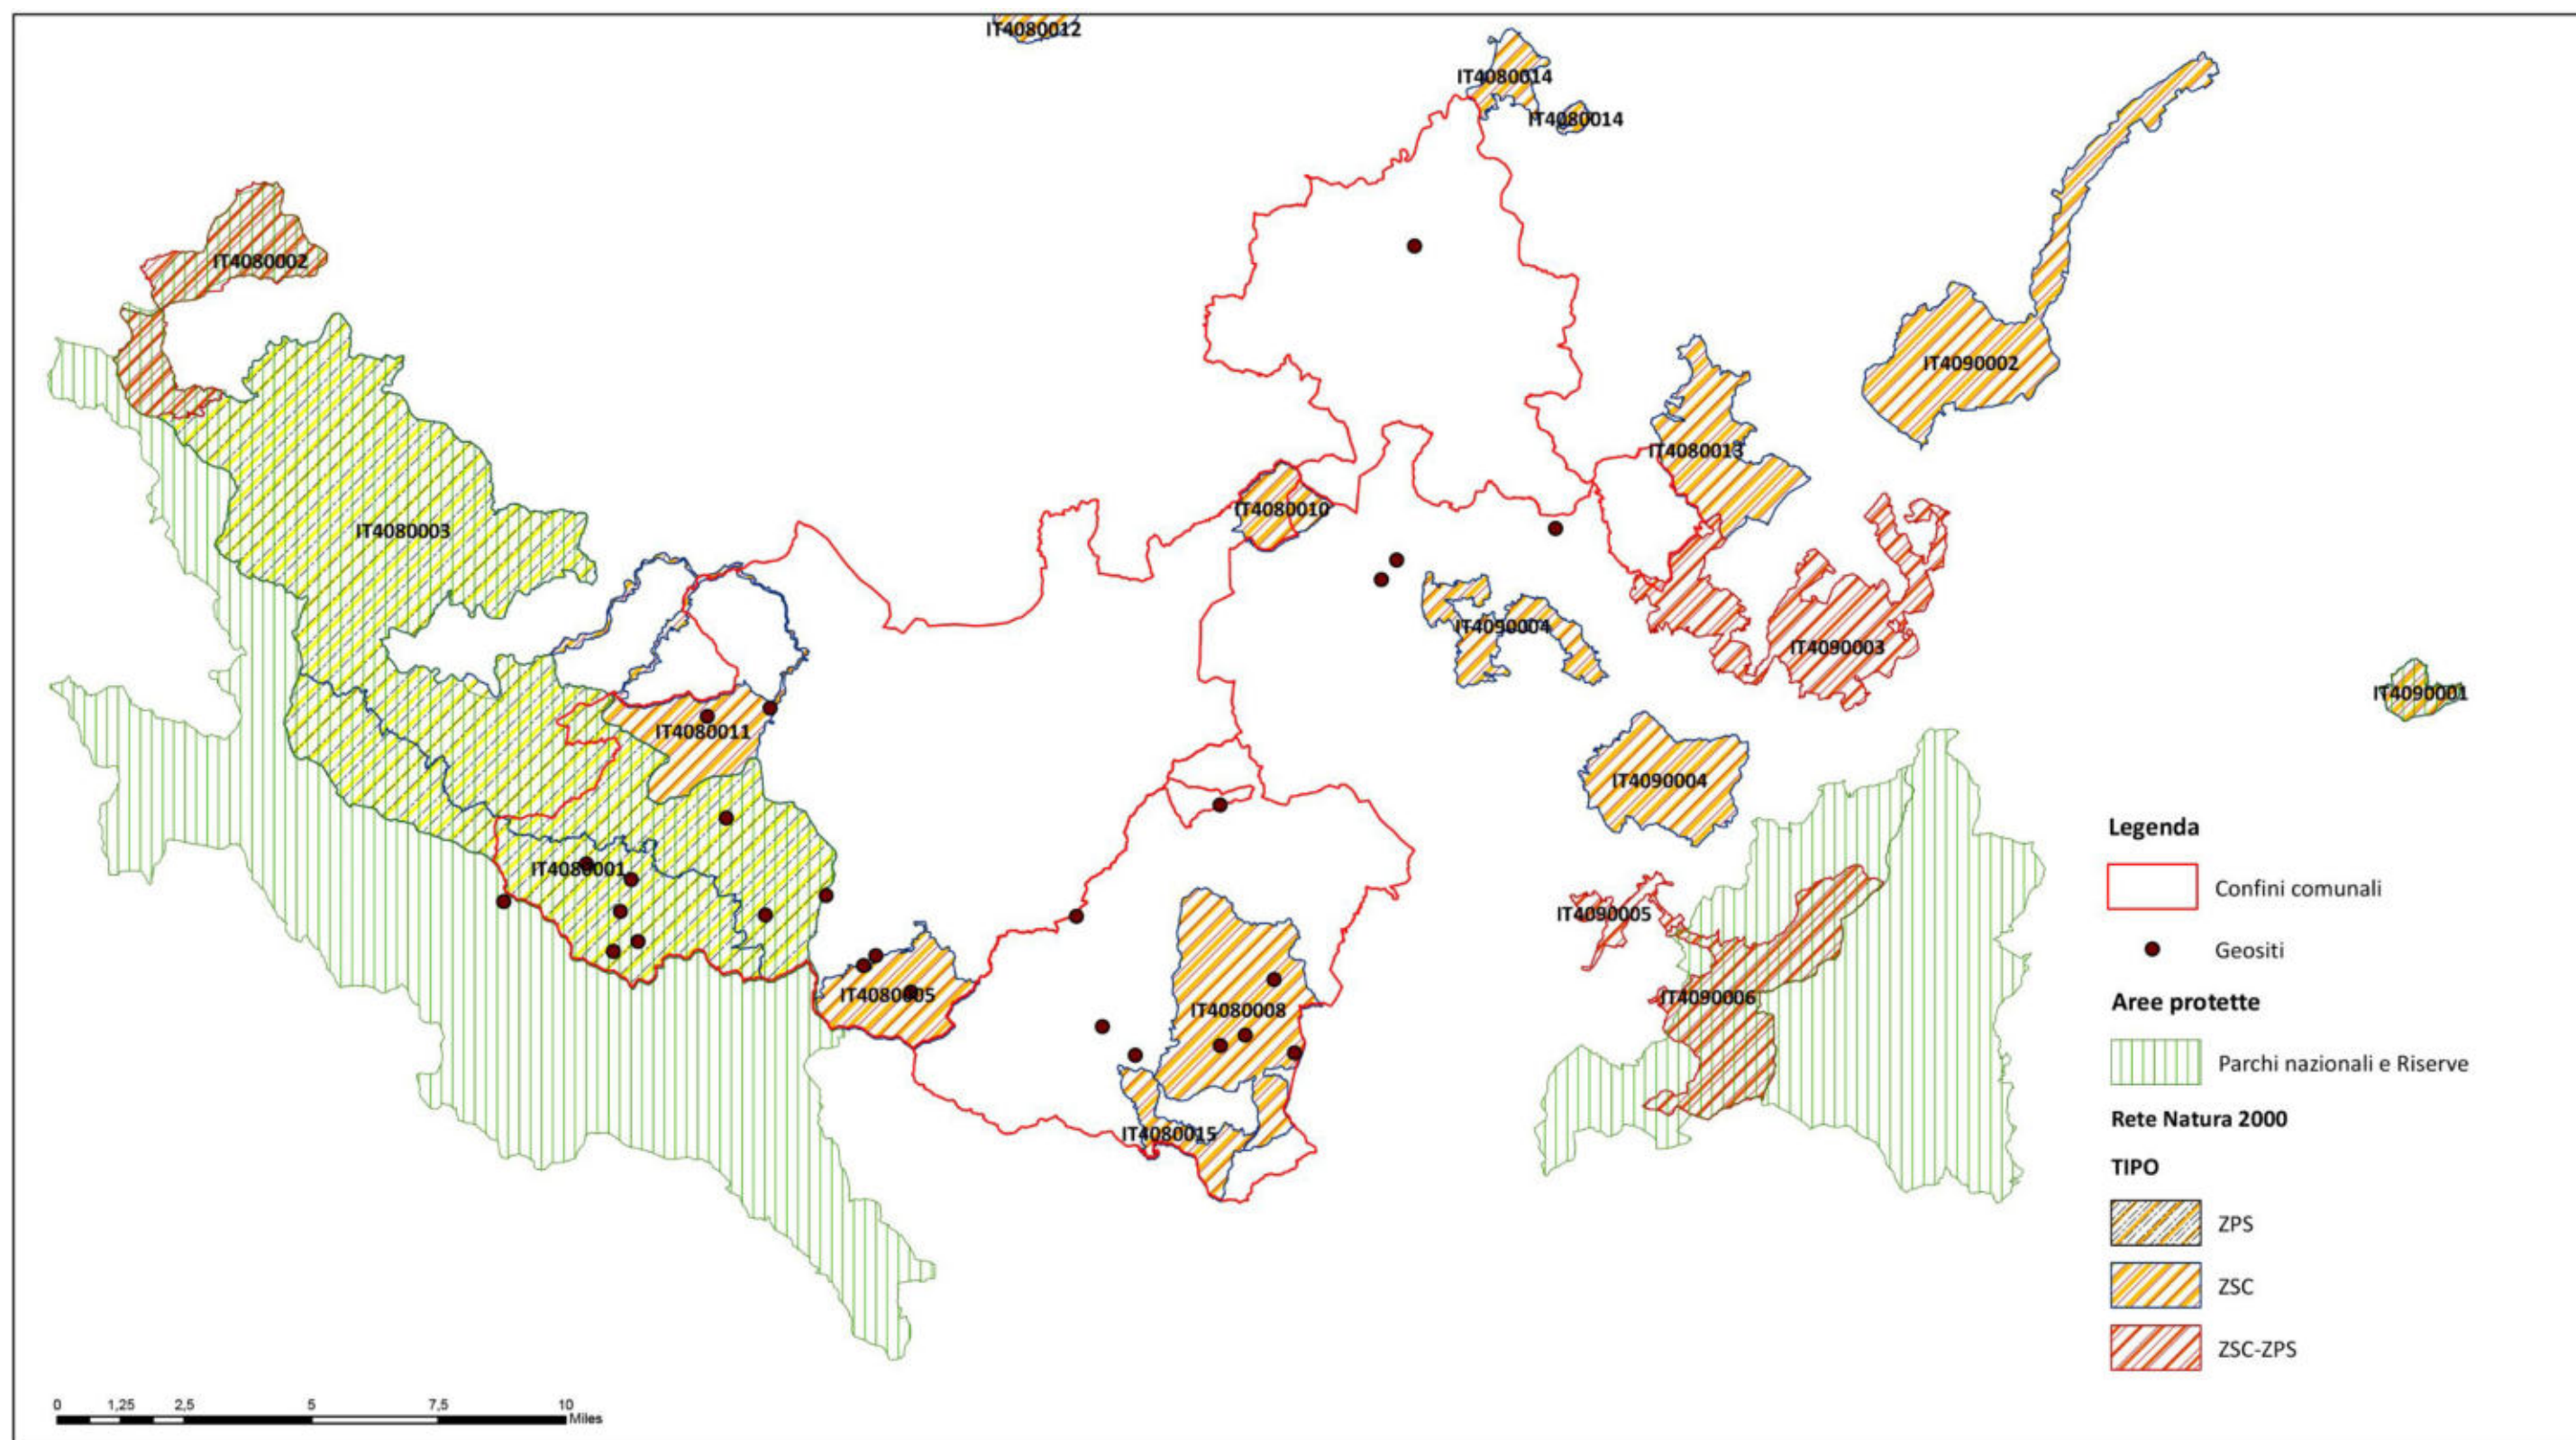 IT4080012
IT4080014
IT4080014
IT4080002
IT4090002
IT4080013
IT4080010
IT4080003
IT4090004
IT4090003
IT4090001
IT4080011
IT4090004
IT4080001
IT4090005
IT4080005
IT4080008
IT4090006
IT4080015
Legenda
Confini comunali
Geositi
Aree protette
Parchi nazionali e Riserve
Rete Natura 2000
TIPO
ZPS
ZSC
ZSC-ZPS
0 1,25 2,5 5 7,5 10
Miles